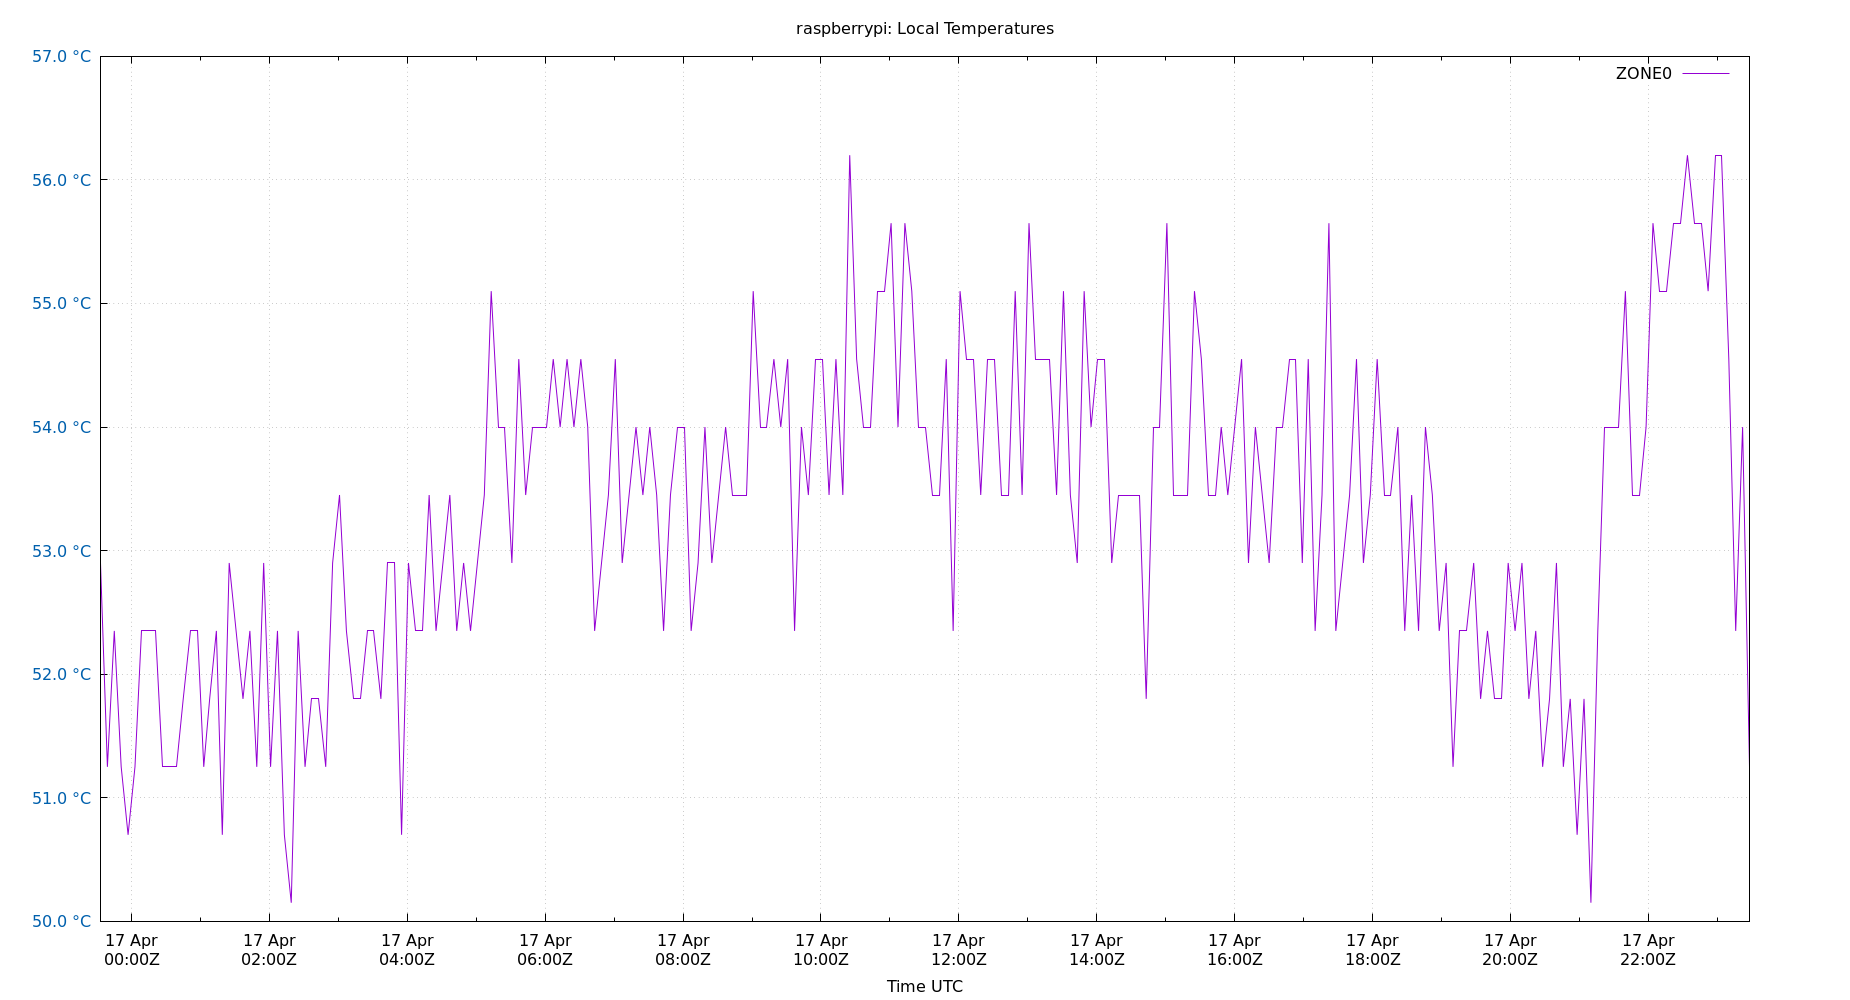 raspberrypi: Local Temperatures
57.0 °C
ZONE0
56.0 °C
55.0 °C
54.0 °C
53.0 °C
52.0 °C
51.0 °C
50.0 °C
17 Apr 17 Apr 17 Apr 17 Apr 17 Apr 17 Apr 17 Apr 17 Apr 17 Apr 17 Apr 17 Apr 17 Apr
00:00Z 02:00Z 04:00Z 06:00Z 08:00Z 10:00Z 12:00Z 14:00Z 16:00Z 18:00Z 20:00Z 22:00Z
Time UTC